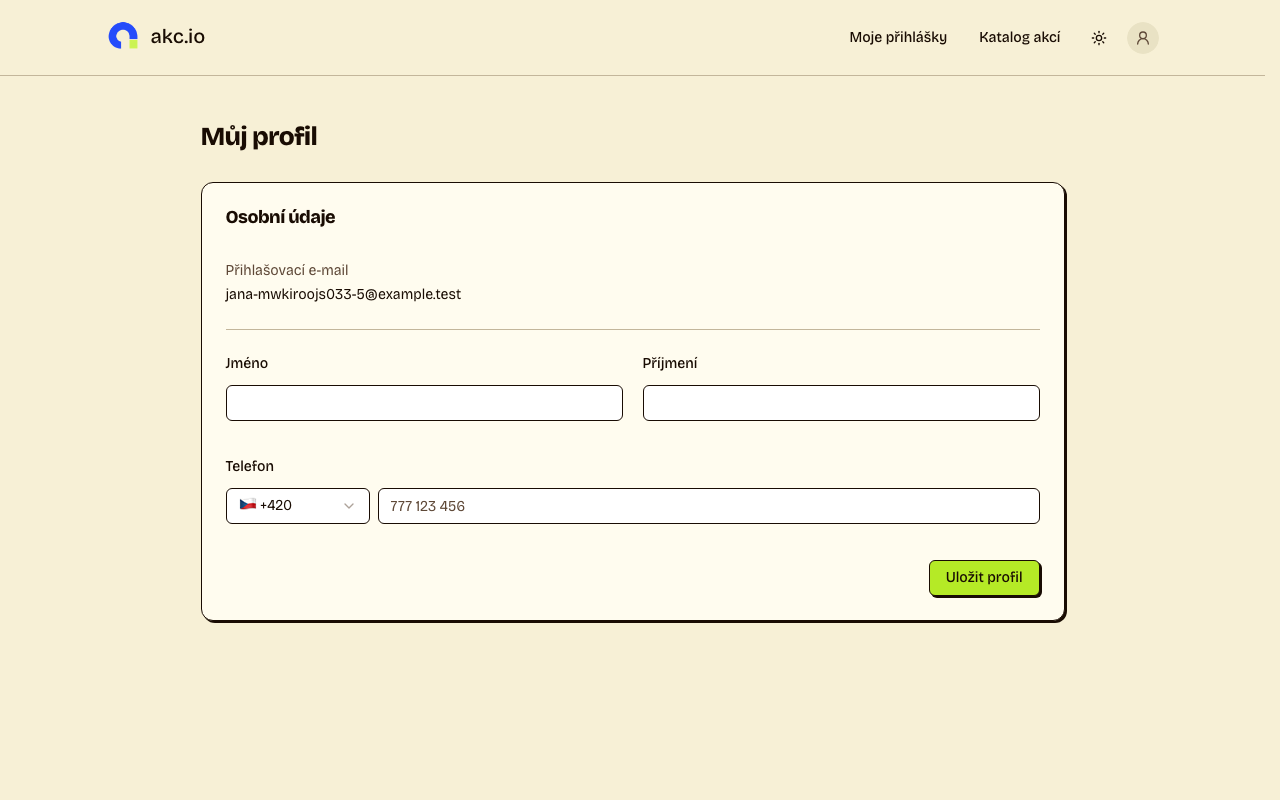 akc.io
Moje přihlášky
Katalog akcí
Můj profil
Osobní údaje
Přihlašovací e-mail
jana-mwkiroojs033-5@example.test
Jméno
Příjmení
Telefon
+420
777 123 456
Uložit profil